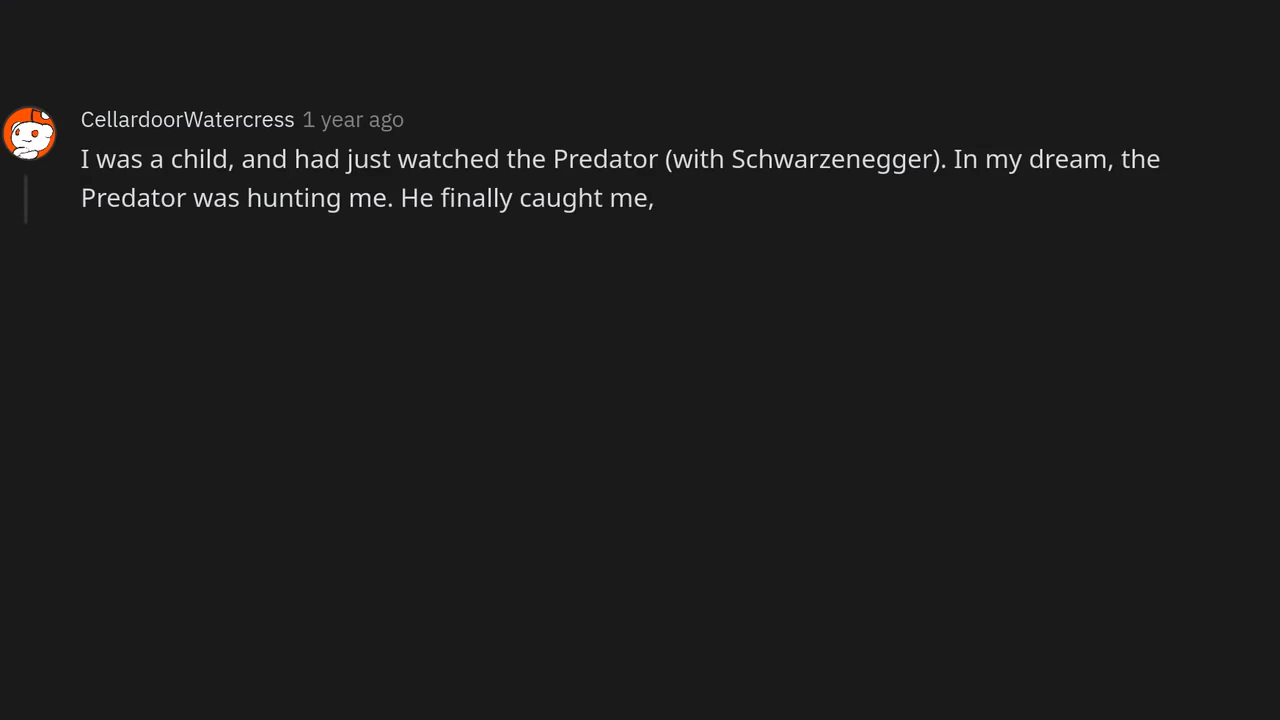 CellardoorWatercress 1 year ago
I was a child, and had just watched the Predator (with Schwarzenegger). In my dream, the
Predator was hunting me. He finally caught me,